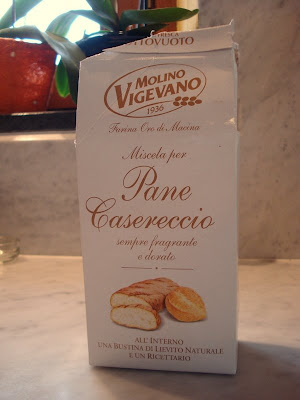 FRESCA
SOTTOVUOTO
MOLINO
VIGEVANO
1936
Farina Oro di Macina
Miscela per
Pane
Casereccio
sempre fragrante
e dorato
ALL' INTERNO
UNA BUSTINA DI LIEVITO NATURALE
E UN RICETTARIO